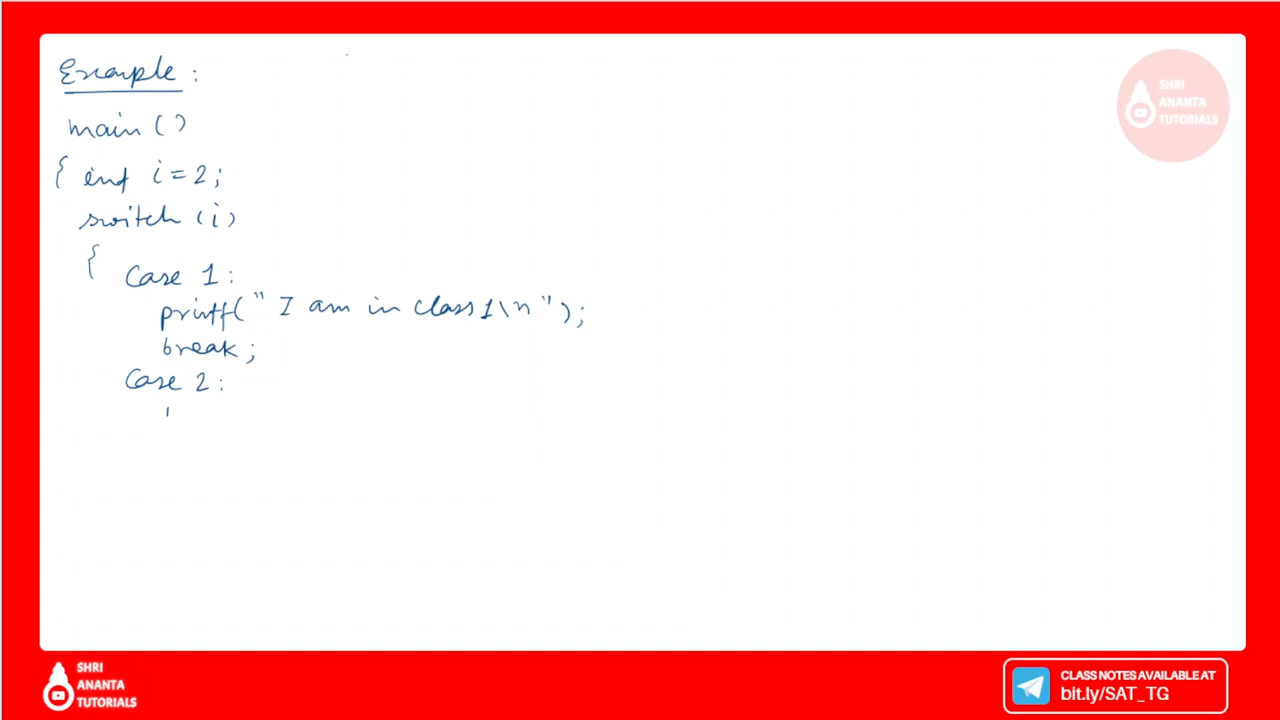 Example :
main ( )
{ int i = 2 ;
switch (i)
{
Case 1 :
printf( " I am in class 1 \n " ) ;
break ;
Case 2 :
SHRI
ANANTA
TUTORIALS
SHRI
ANANTA
TUTORIALS
CLASS NOTES AVAILABLE AT
bit.ly/SAT_TG